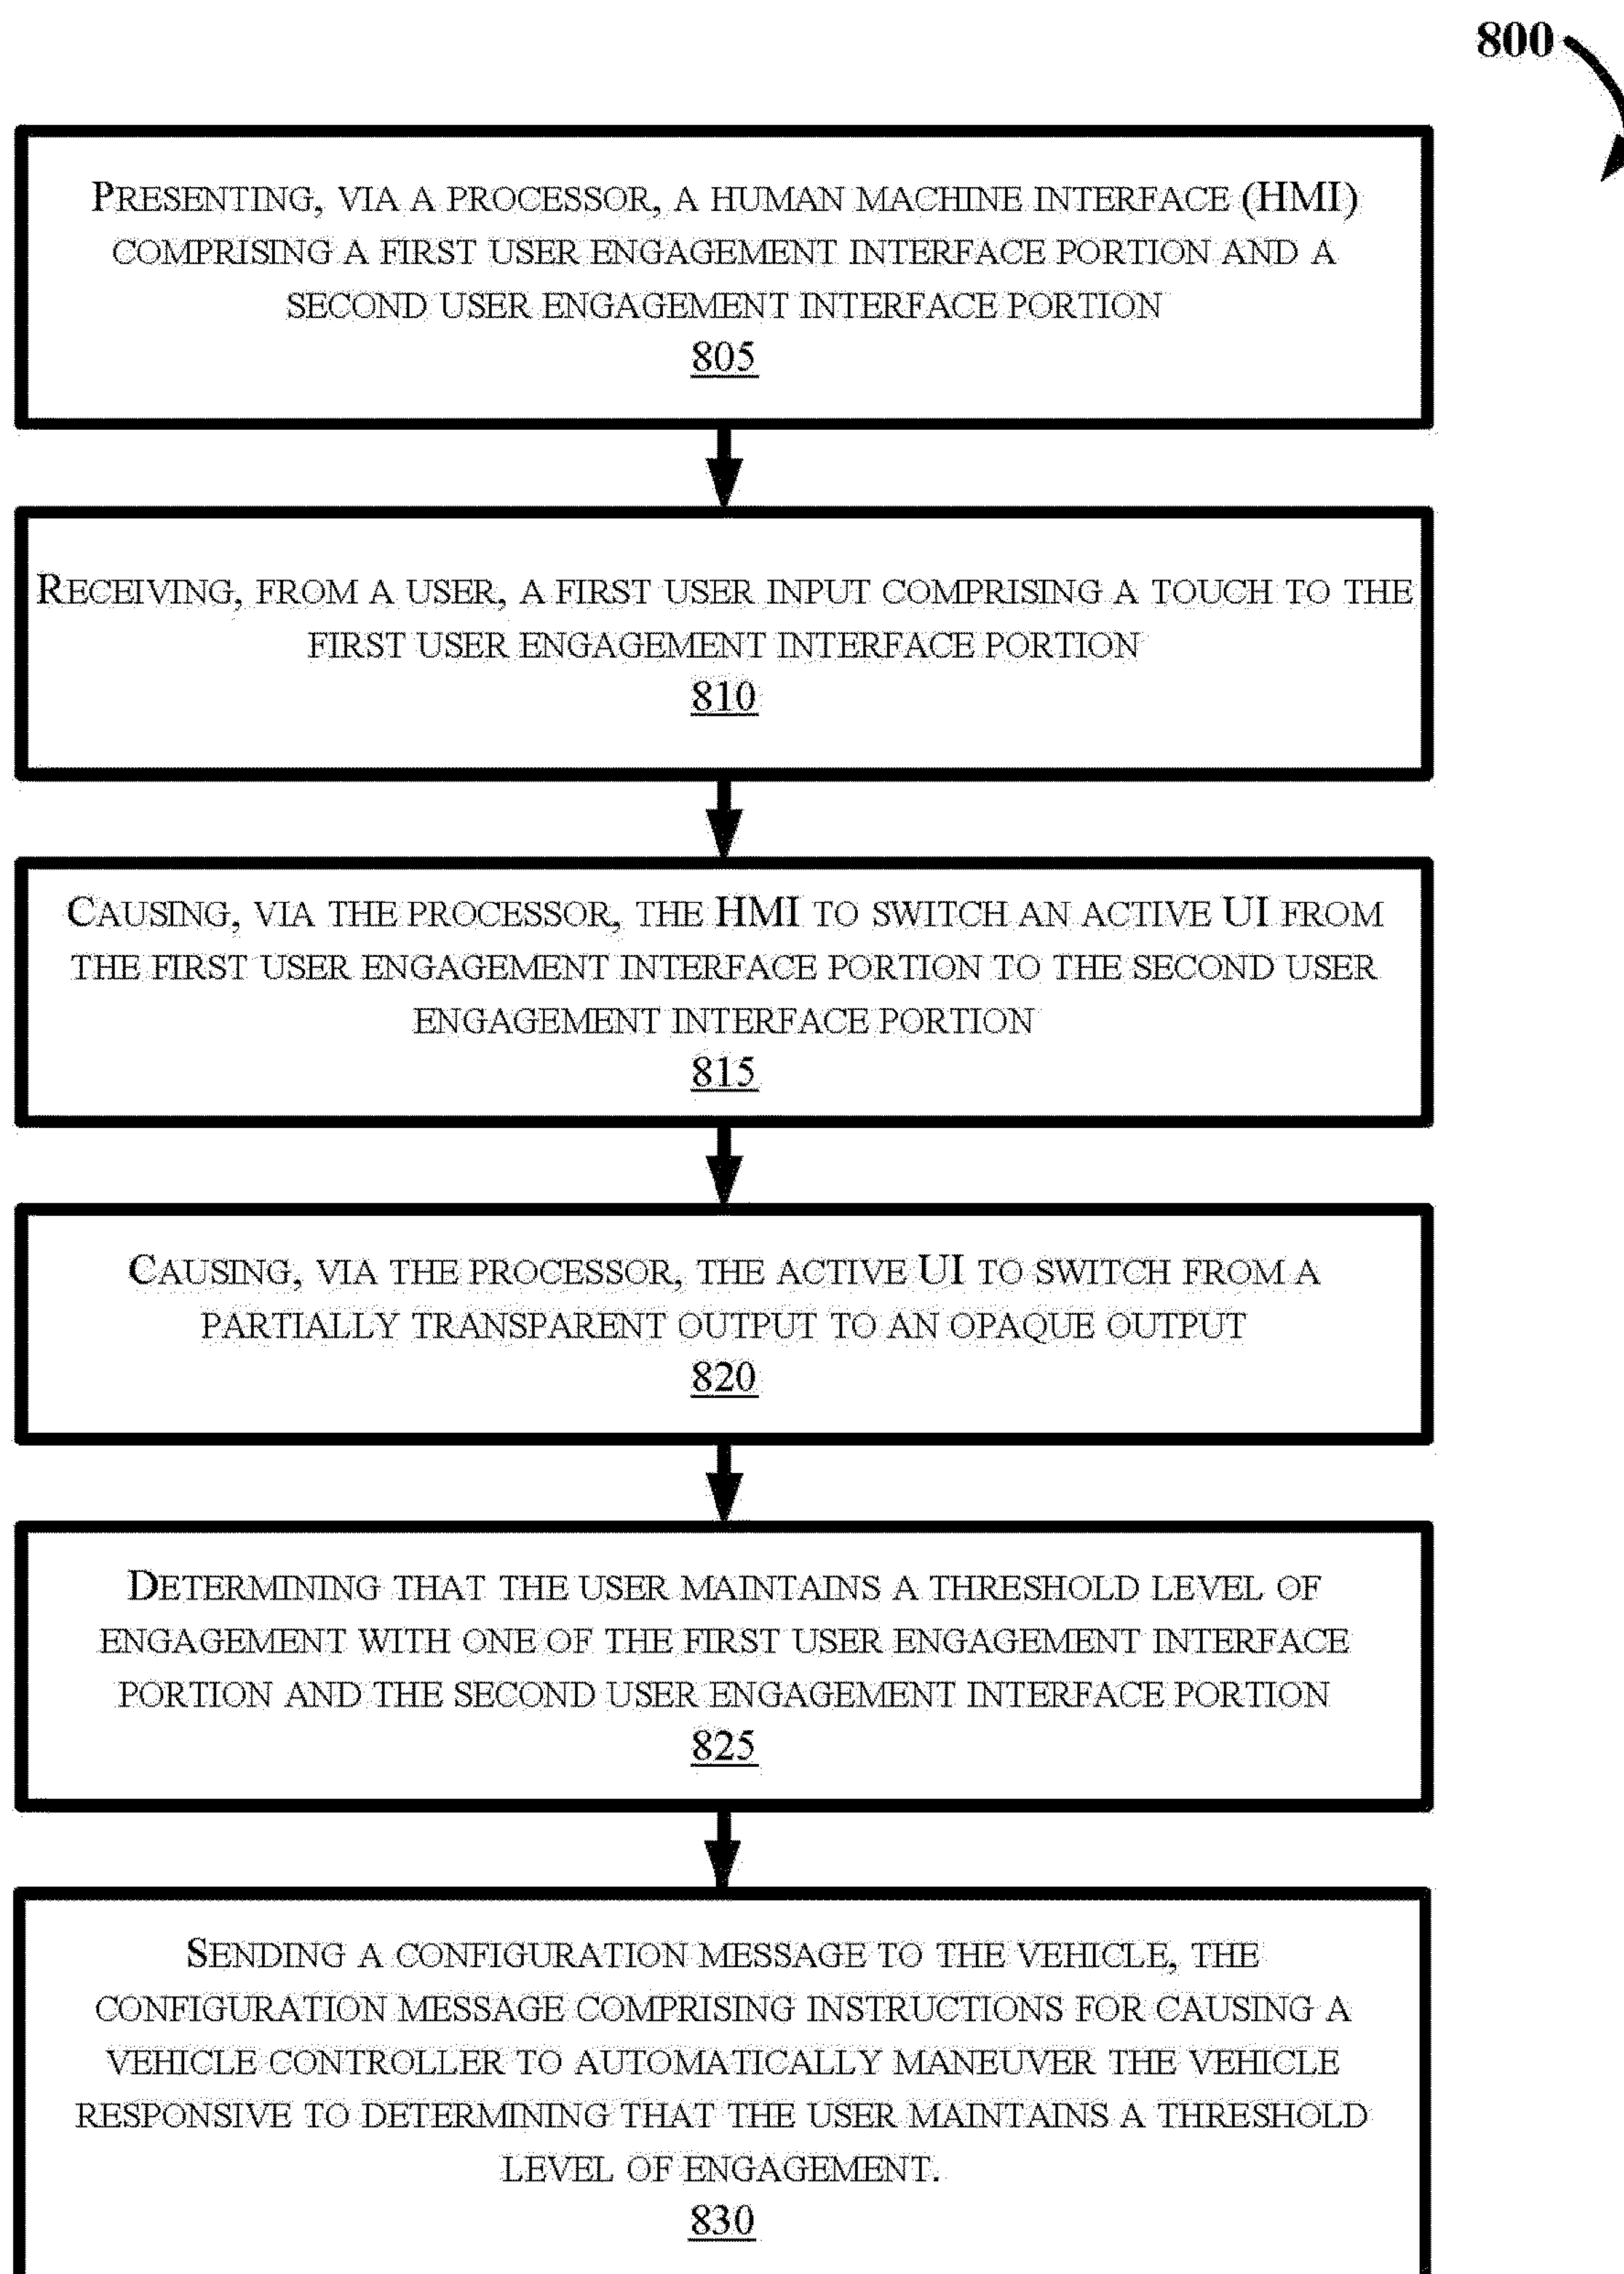 800
PRESENTING, VIA A PROCESSOR, A HUMAN MACHINE INTERFACE (HMI)
COMPRISING A FIRST USER ENGAGEMENT INTERFACE PORTION AND A
SECOND USER ENGAGEMENT INTERFACE PORTION
805
RECEIVING, FROM A USER, A FIRST USER INPUT COMPRISING A TOUCH TO THE
FIRST USER ENGAGEMENT INTERFACE PORTION
810
CAUSING, VIA THE PROCESSOR, THE HMI TO SWITCH AN ACTIVE UI FROM
THE FIRST USER ENGAGEMENT INTERFACE PORTION TO THE SECOND USER
ENGAGEMENT INTERFACE PORTION
815
CAUSING, VIA THE PROCESSOR, THE ACTIVE UI TO SWITCH FROM A
PARTIALLY TRANSPARENT OUTPUT TO AN OPAQUE OUTPUT
820
DETERMINING THAT THE USER MAINTAINS A THRESHOLD LEVEL OF
ENGAGEMENT WITH ONE OF THE FIRST USER ENGAGEMENT INTERFACE
PORTION AND THE SECOND USER ENGAGEMENT INTERFACE PORTION
825
SENDING A CONFIGURATION MESSAGE TO THE VEHICLE, THE
CONFIGURATION MESSAGE COMPRISING INSTRUCTIONS FOR CAUSING A
VEHICLE CONTROLLER TO AUTOMATICALLY MANEUVER THE VEHICLE
RESPONSIVE TO DETERMINING THAT THE USER MAINTAINS A THRESHOLD
LEVEL OF ENGAGEMENT.
830